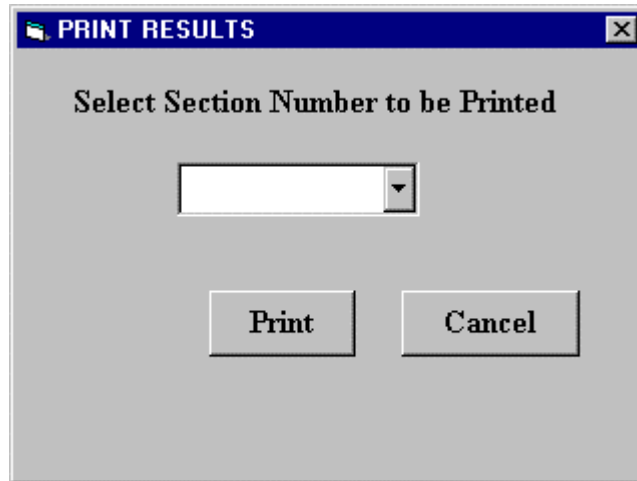 PRINT RESULTS
Select Section Number to be Printed
Print
Cancel